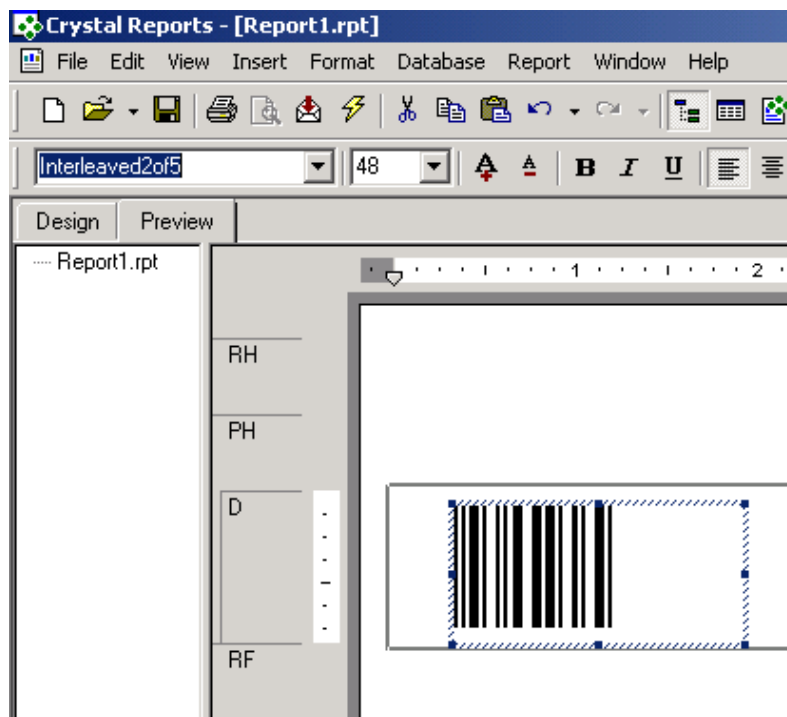 Crystal Reports - [Report1.rpt]
File Edit View Insert Format Database Report Window Help
Interleaved2of5 48 B I U
Design Preview
Report1.rpt
1 2
RH
PH
D
RF